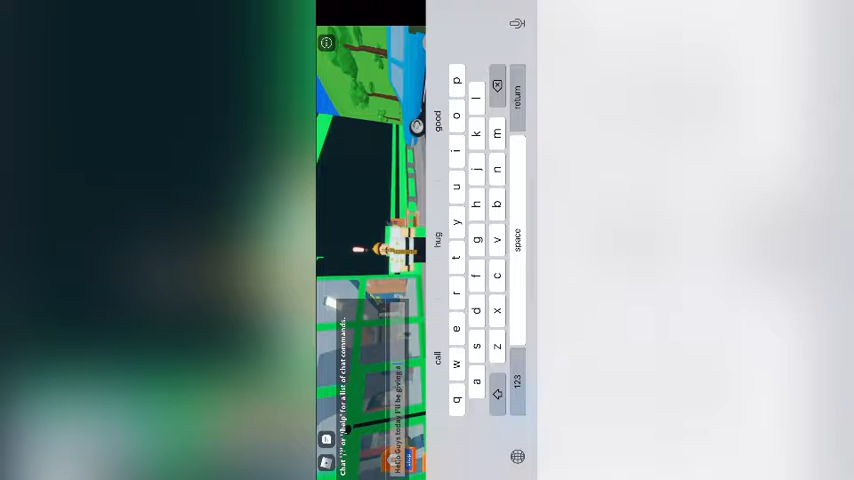 Chat '/?' or '/help' for a list of chat commands.
Hello Guys today I'll be giving a
call hug good
q w e r t y u i o p
a s d f g h j k l
z x c v b n m
123 space return